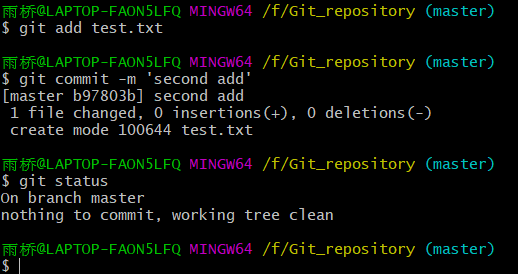 雨桥@LAPTOP-FAON5LFQ MINGW64 /f/Git_repository (master)
$ git add test.txt
雨桥@LAPTOP-FAON5LFQ MINGW64 /f/Git_repository (master)
$ git commit -m 'second add'
[master b97803b] second add
 1 file changed, 0 insertions(+), 0 deletions(-)
 create mode 100644 test.txt
雨桥@LAPTOP-FAON5LFQ MINGW64 /f/Git_repository (master)
$ git status
On branch master
nothing to commit, working tree clean
雨桥@LAPTOP-FAON5LFQ MINGW64 /f/Git_repository (master)
$